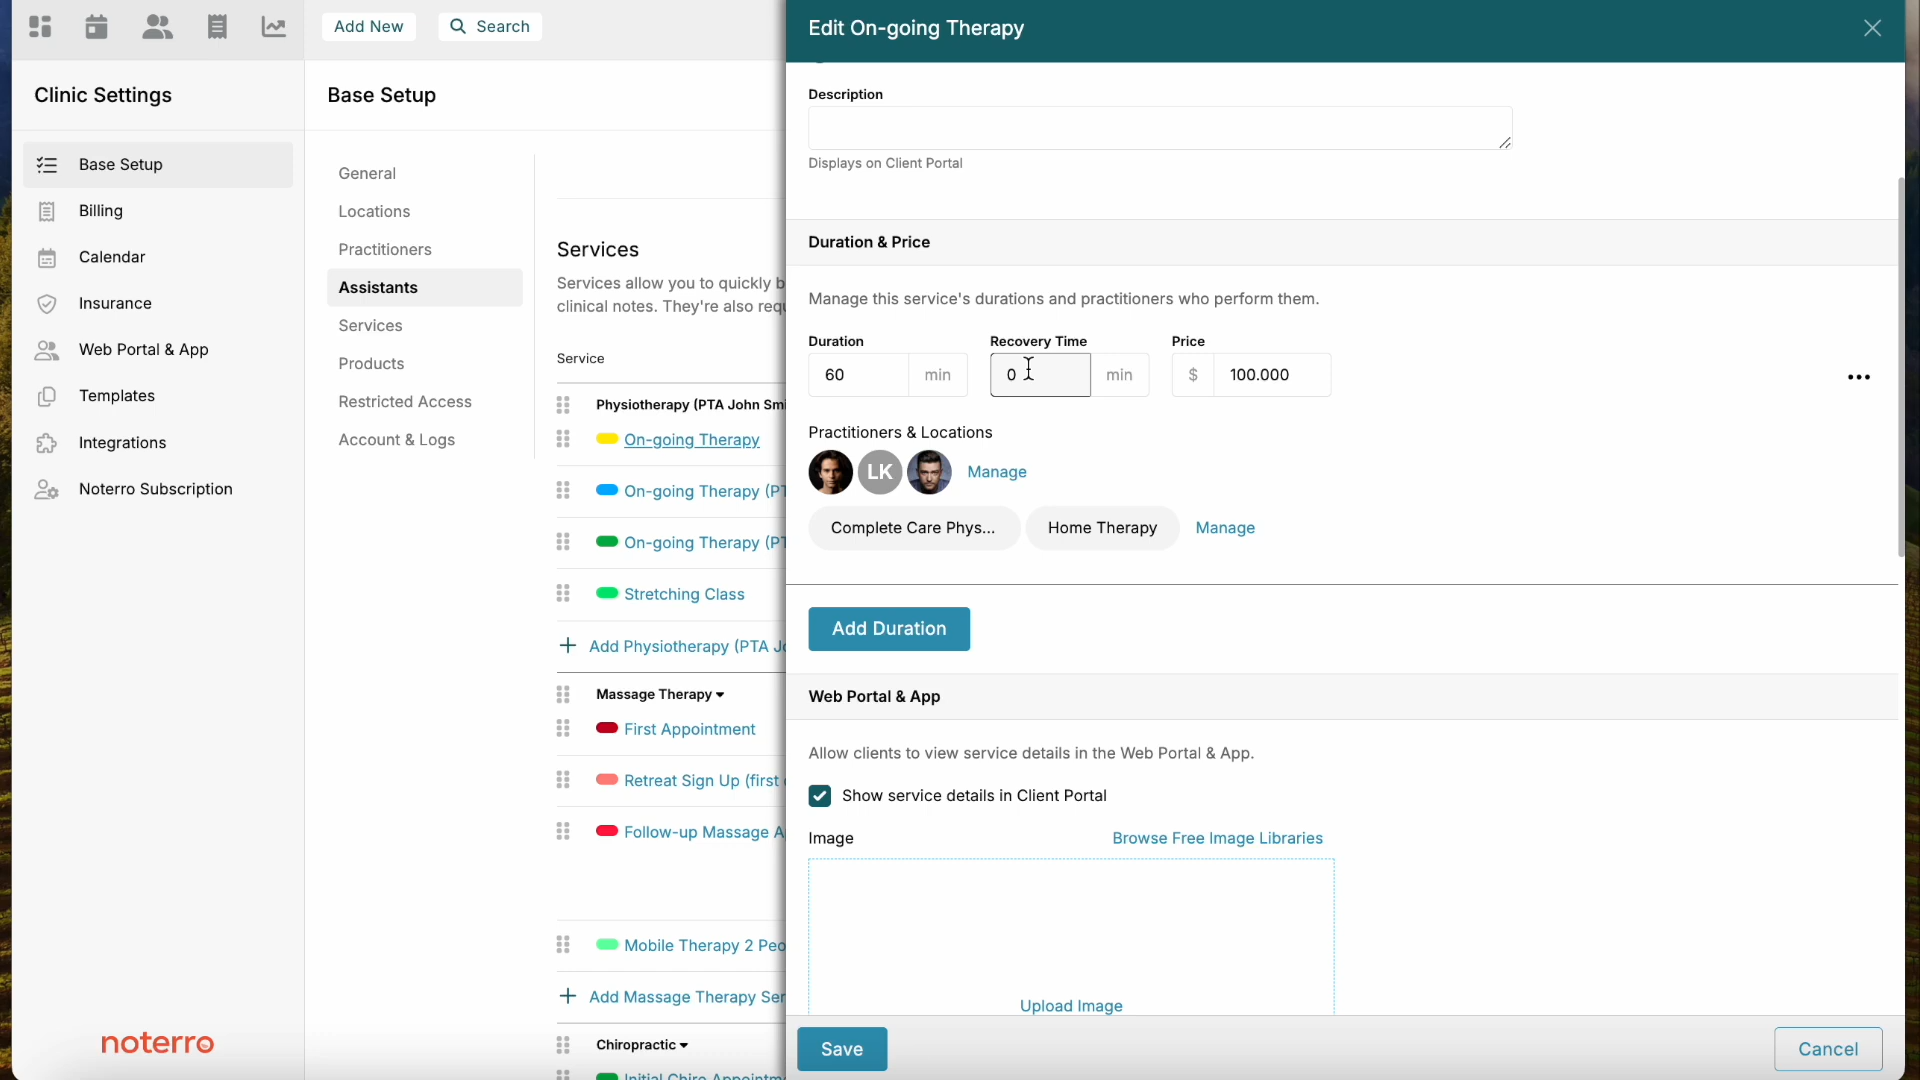 Add New
Search
Edit On-going Therapy
Clinic Settings
Base Setup
Base Setup
Billing
Calendar
Insurance
Web Portal & App
Templates
Integrations
Noterro Subscription
noterro
General
Locations
Practitioners
Assistants
Services
Products
Restricted Access
Account & Logs
Services
Services allow you to quickly b
clinical notes. They're also requ
Service
Physiotherapy (PTA John Smi
On-going Therapy
On-going Therapy (PT
On-going Therapy (PT
Stretching Class
Add Physiotherapy (PTA Jo
Massage Therapy
First Appointment
Retreat Sign Up (first
Follow-up Massage A
Mobile Therapy 2 Peo
Add Massage Therapy Ser
Chiropractic
Initial Chiro Appointme
Description
Displays on Client Portal
Duration & Price
Manage this service's durations and practitioners who perform them.
Duration
Recovery Time
Price
60 min
0 min
$ 100.000
Practitioners & Locations
LK
Manage
Complete Care Phys...
Home Therapy
Manage
Add Duration
Web Portal & App
Allow clients to view service details in the Web Portal & App.
Show service details in Client Portal
Image
Browse Free Image Libraries
Upload Image
Save
Cancel